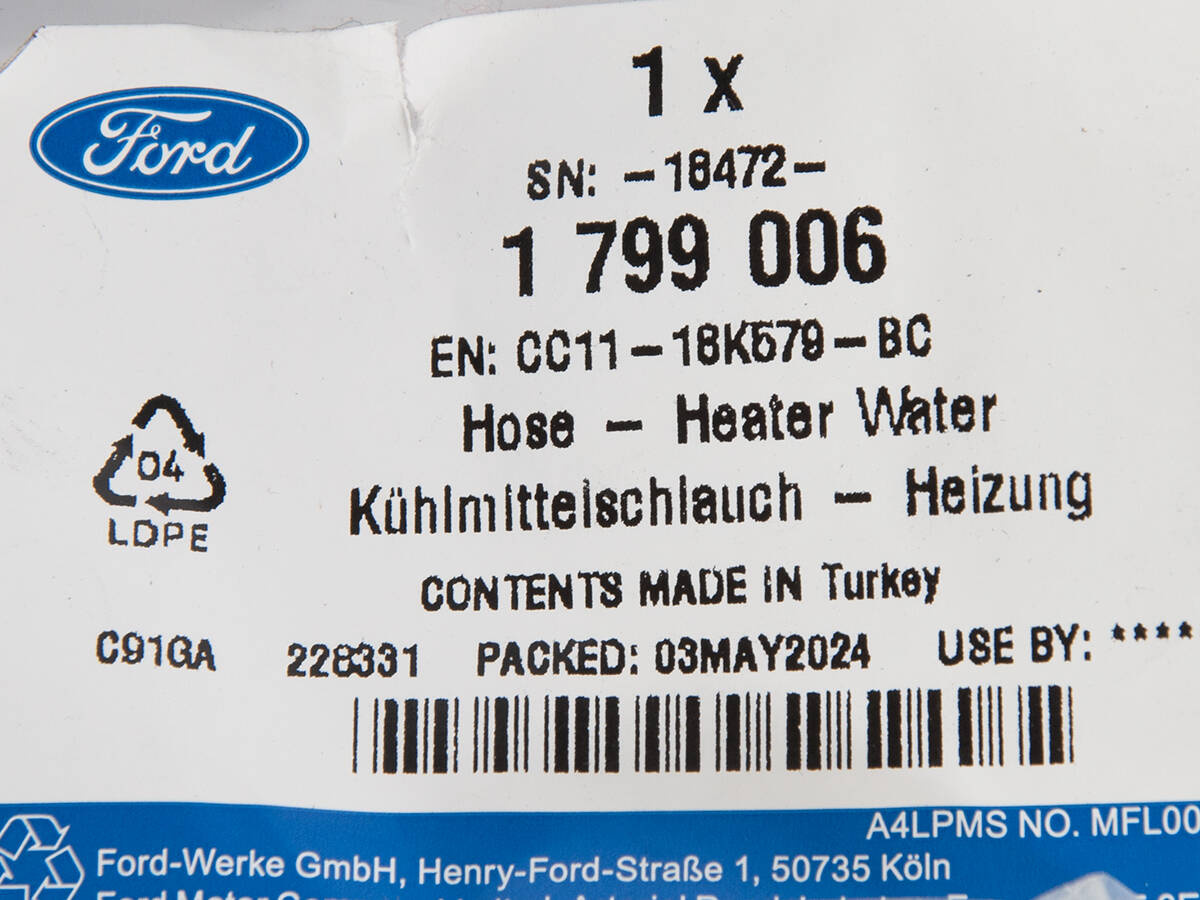 Ford
1 x
SN: -18472-
1 799 006
EN: CC11-18K579-BC
Hose - Heater Water
Kühlmittelschlauch - Heizung
04
LDPE
CONTENTS MADE IN Turkey
C91GA 228331 PACKED: 03MAY2024 USE BY: ****
A4LPMS NO. MFL00
Ford-Werke GmbH, Henry-Ford-Straße 1, 50735 Köln
Ford Motor